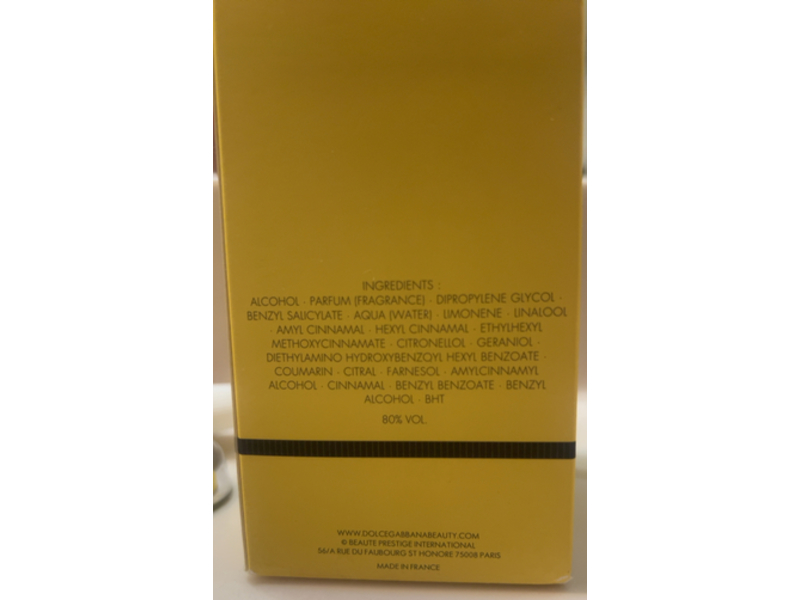 INGREDIENTS :
ALCOHOL · PARFUM (FRAGRANCE) · DIPROPYLENE GLYCOL ·
BENZYL SALICYLATE · AQUA (WATER) · LIMONENE · LINALOOL
· AMYL CINNAMAL · HEXYL CINNAMAL · ETHYLHEXYL
METHOXYCINNAMATE · CITRONELLOL · GERANIOL ·
DIETHYLAMINO HYDROXYBENZOYL HEXYL BENZOATE ·
COUMARIN · CITRAL · FARNESOL · AMYLCINNAMYL
ALCOHOL · CINNAMAL · BENZYL BENZOATE · BENZYL
ALCOHOL · BHT
80% VOL.
WWW.DOLCEGABBANABEAUTY.COM
© BEAUTE PRESTIGE INTERNATIONAL
56/A RUE DU FAUBOURG ST HONORE 75008 PARIS
MADE IN FRANCE